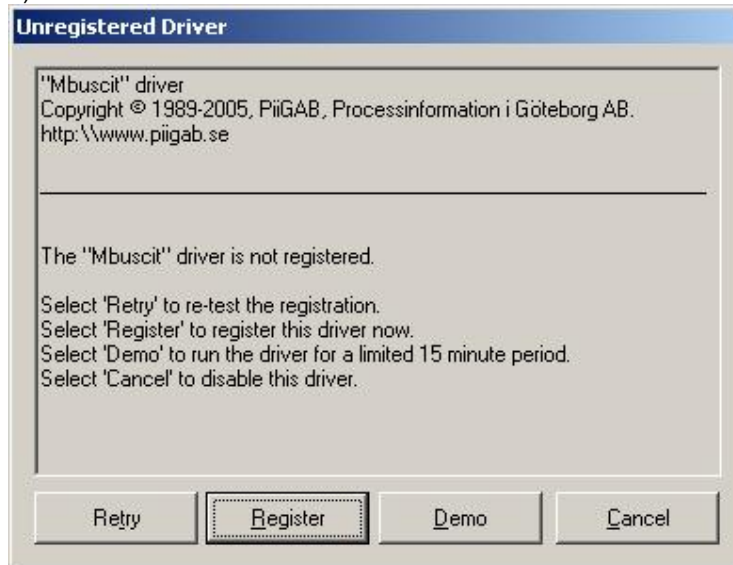 Unregistered Driver
"Mbuscit" driver
Copyright © 1989-2005, PiiGAB, Processinformation i Göteborg AB.
http:\\www.piigab.se
The "Mbuscit" driver is not registered.
Select 'Retry' to re-test the registration.
Select 'Register' to register this driver now.
Select 'Demo' to run the driver for a limited 15 minute period.
Select 'Cancel' to disable this driver.
Retry Register Demo Cancel